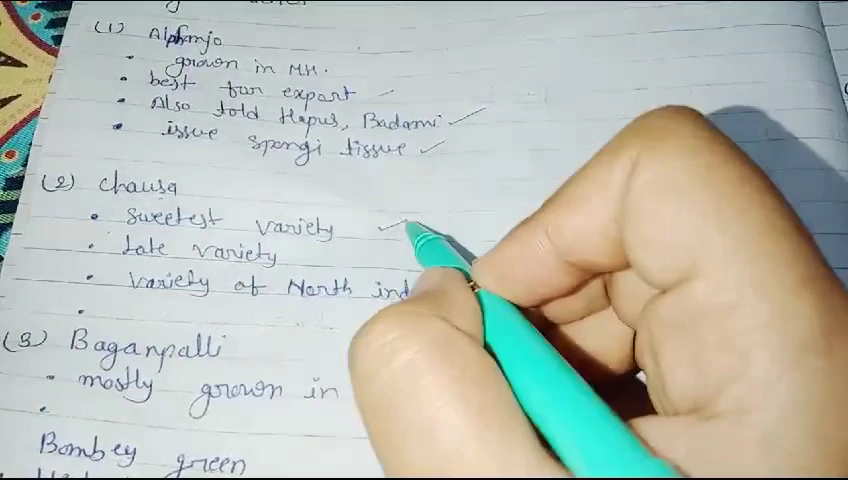 (1) Alphanjo
• grown in MH.
• best for export
• Also told Hapus, Badami
• issue spongi tissue
(2) chausa
• Sweetest variety
• Late variety
• Variety of North ind
(3) Baganpalli
• mostly grown in
Bombey green